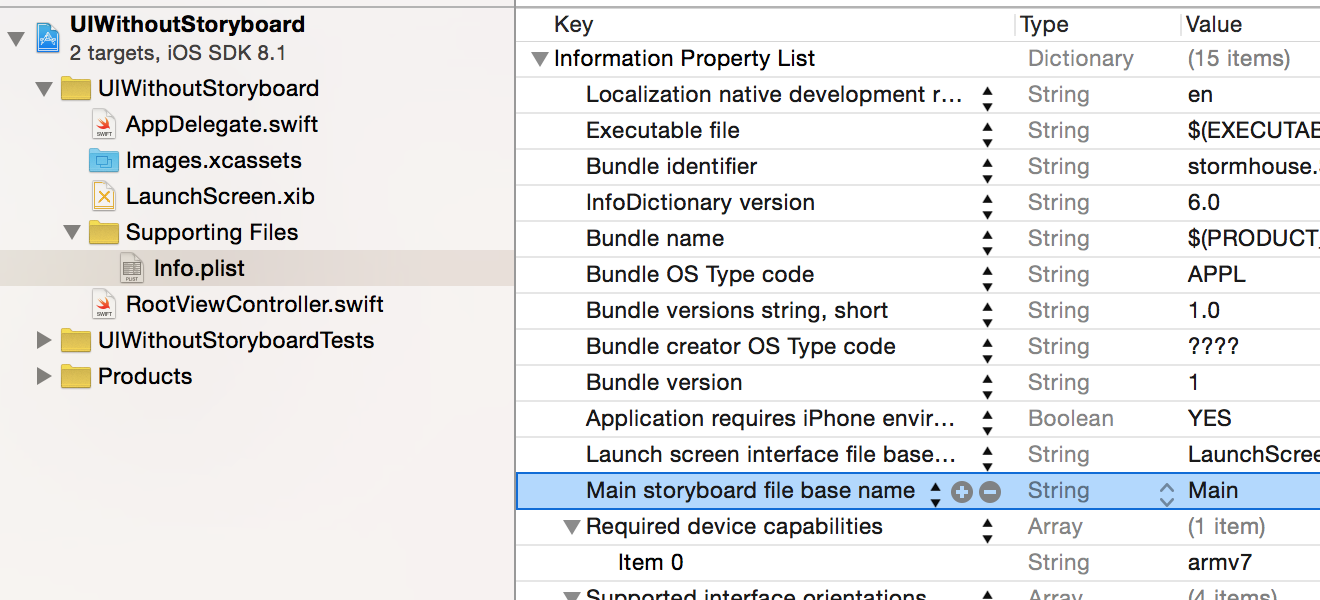 UIWithoutStoryboard
2 targets, iOS SDK 8.1
UIWithoutStoryboard
AppDelegate.swift
Images.xcassets
LaunchScreen.xib
Supporting Files
Info.plist
RootViewController.swift
UIWithoutStoryboardTests
Products
Key Type Value
Information Property List Dictionary (15 items)
Localization native development r... String en
Executable file String $(EXECUTAB
Bundle identifier String stormhouse.
InfoDictionary version String 6.0
Bundle name String $(PRODUCT_
Bundle OS Type code String APPL
Bundle versions string, short String 1.0
Bundle creator OS Type code String ????
Bundle version String 1
Application requires iPhone envir... Boolean YES
Launch screen interface file base... String LaunchScree
Main storyboard file base name String Main
Required device capabilities Array (1 item)
Item 0 String armv7
Supported interface orientations Array (4 items)